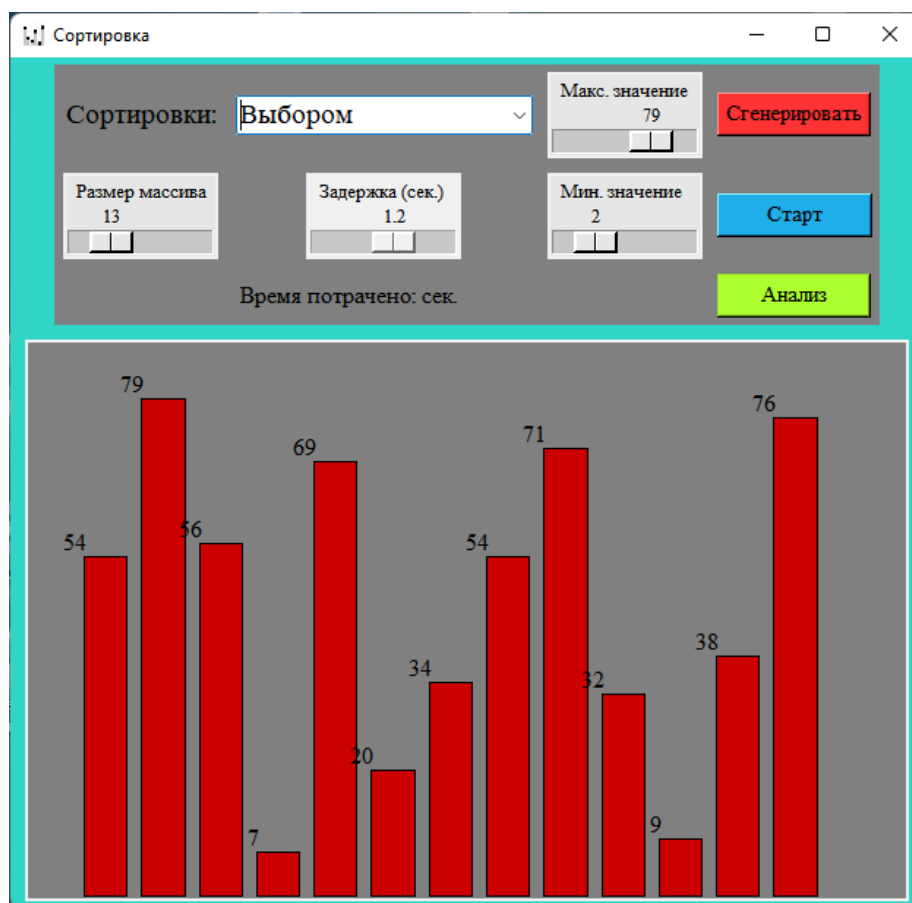 Сортировка
Сортировки:
Выбором
Макс. значение
79
Сгенерировать
Размер массива
13
Задержка (сек.)
1.2
Мин. значение
2
Старт
Время потрачено: сек.
Анализ
54
79
56
7
69
20
34
54
71
32
9
38
76